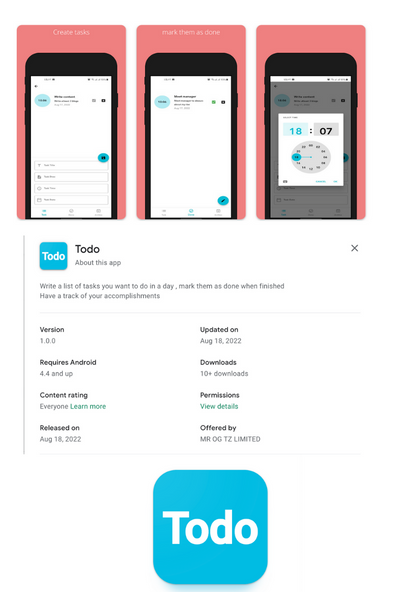 Create tasks
mark them as done
18 : 07
Todo
Todo
About this app
Write a list of tasks you want to do in a day , mark them as done when finished
Have a track of your accomplishments
Version
1.0.0
Updated on
Aug 18, 2022
Requires Android
4.4 and up
Downloads
10+ downloads
Content rating
Everyone Learn more
Permissions
View details
Released on
Aug 18, 2022
Offered by
MR OG TZ LIMITED
Todo